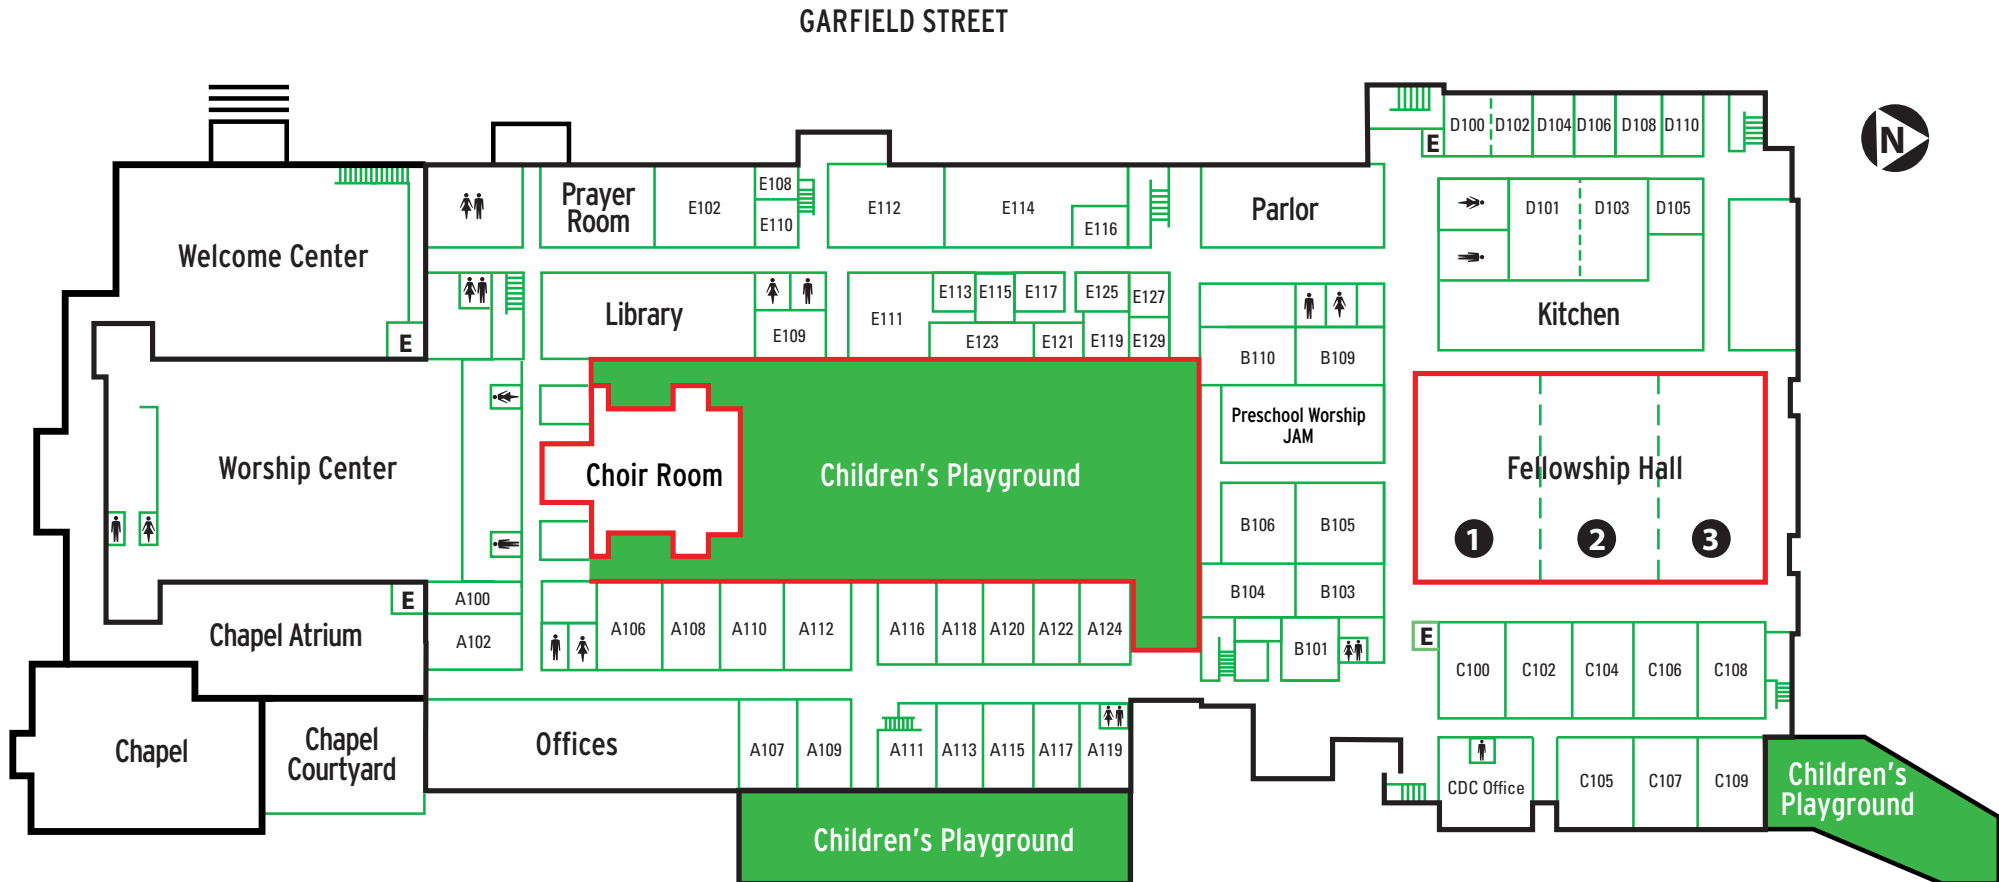 GARFIELD STREET
N
D100 D102 D104 D106 D108 D110
E
Prayer
Room
E102
E108
E110
E112
E114
E116
Parlor
D101
D103
D105
Welcome Center
E
Library
E109
E111
E113
E115
E117
E125
E127
E123
E121
E119
E129
Kitchen
B110
B109
Preschool Worship
JAM
Worship Center
Choir Room
Children's Playground
Fellowship Hall
1
2
3
B106
B105
B104
B103
B101
E
A100
A102
Chapel Atrium
A106
A108
A110
A112
A116
A118
A120
A122
A124
E
C100
C102
C104
C106
C108
Chapel
Chapel
Courtyard
Offices
A107
A109
A111
A113
A115
A117
A119
CDC Office
C105
C107
C109
Children's
Playground
Children's Playground